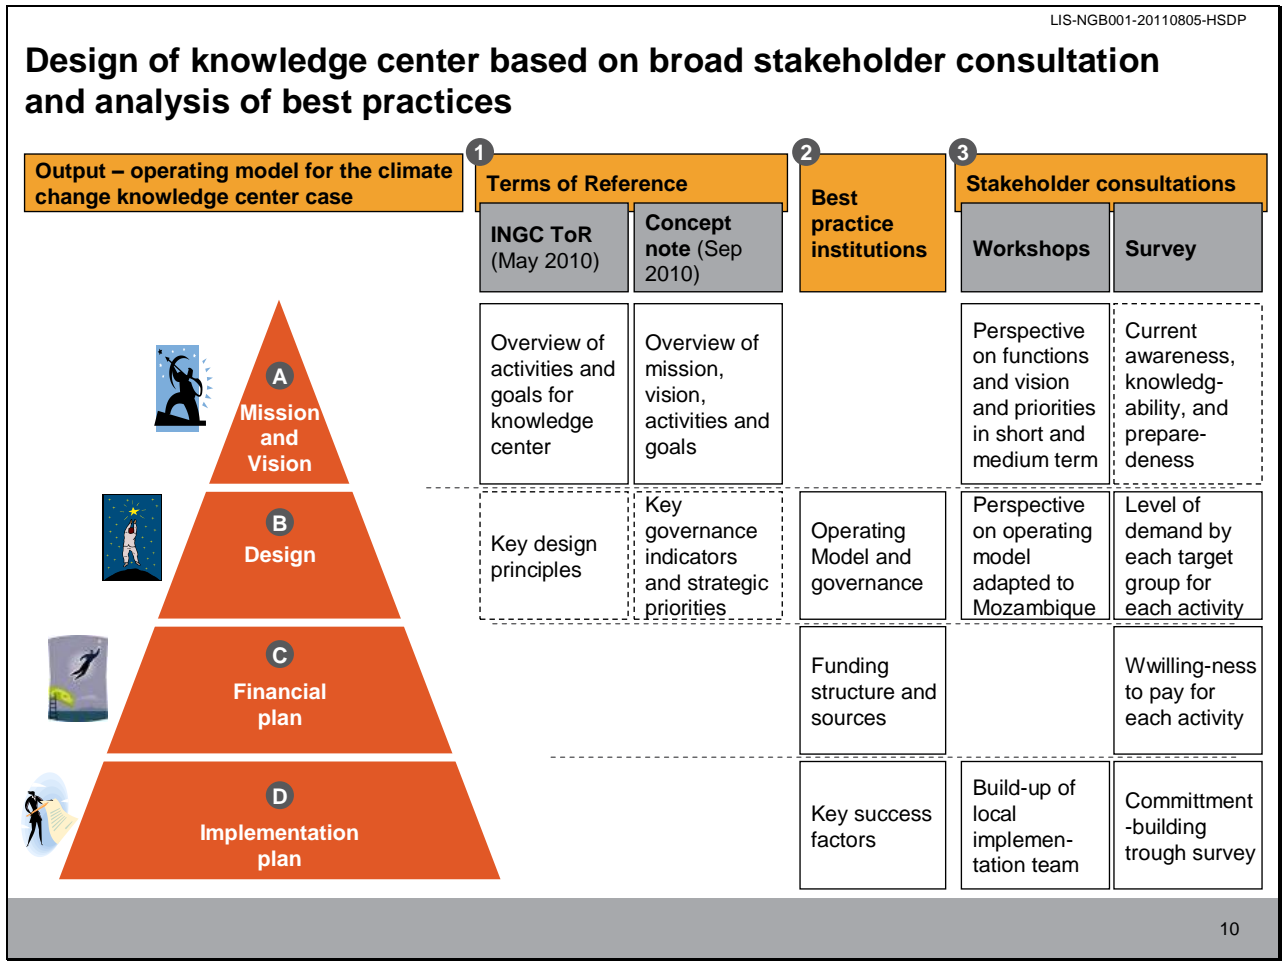 LIS-NGB001-20110805-HSDP
Design of knowledge center based on broad stakeholder consultation
and analysis of best practices
Output – operating model for the climate
change knowledge center case
1
Terms of Reference
INGC ToR
(May 2010)
Concept
note (Sep
2010)
2
Best
practice
institutions
3
Stakeholder consultations
Workshops
Survey
A
Mission
and
Vision
Overview of
activities and
goals for
knowledge
center
Overview of
mission,
vision,
activities and
goals
Perspective
on functions
and vision
and priorities
in short and
medium term
Current
awareness,
knowledg-
ability, and
prepare-
deness
B
Design
Key design
principles
Key
governance
indicators
and strategic
priorities
Operating
Model and
governance
Perspective
on operating
model
adapted to
Mozambique
Level of
demand by
each target
group for
each activity
C
Financial
plan
Funding
structure and
sources
Wwilling-ness
to pay for
each activity
D
Implementation
plan
Key success
factors
Build-up of
local
implemen-
tation team
Committment
-building
trough survey
10